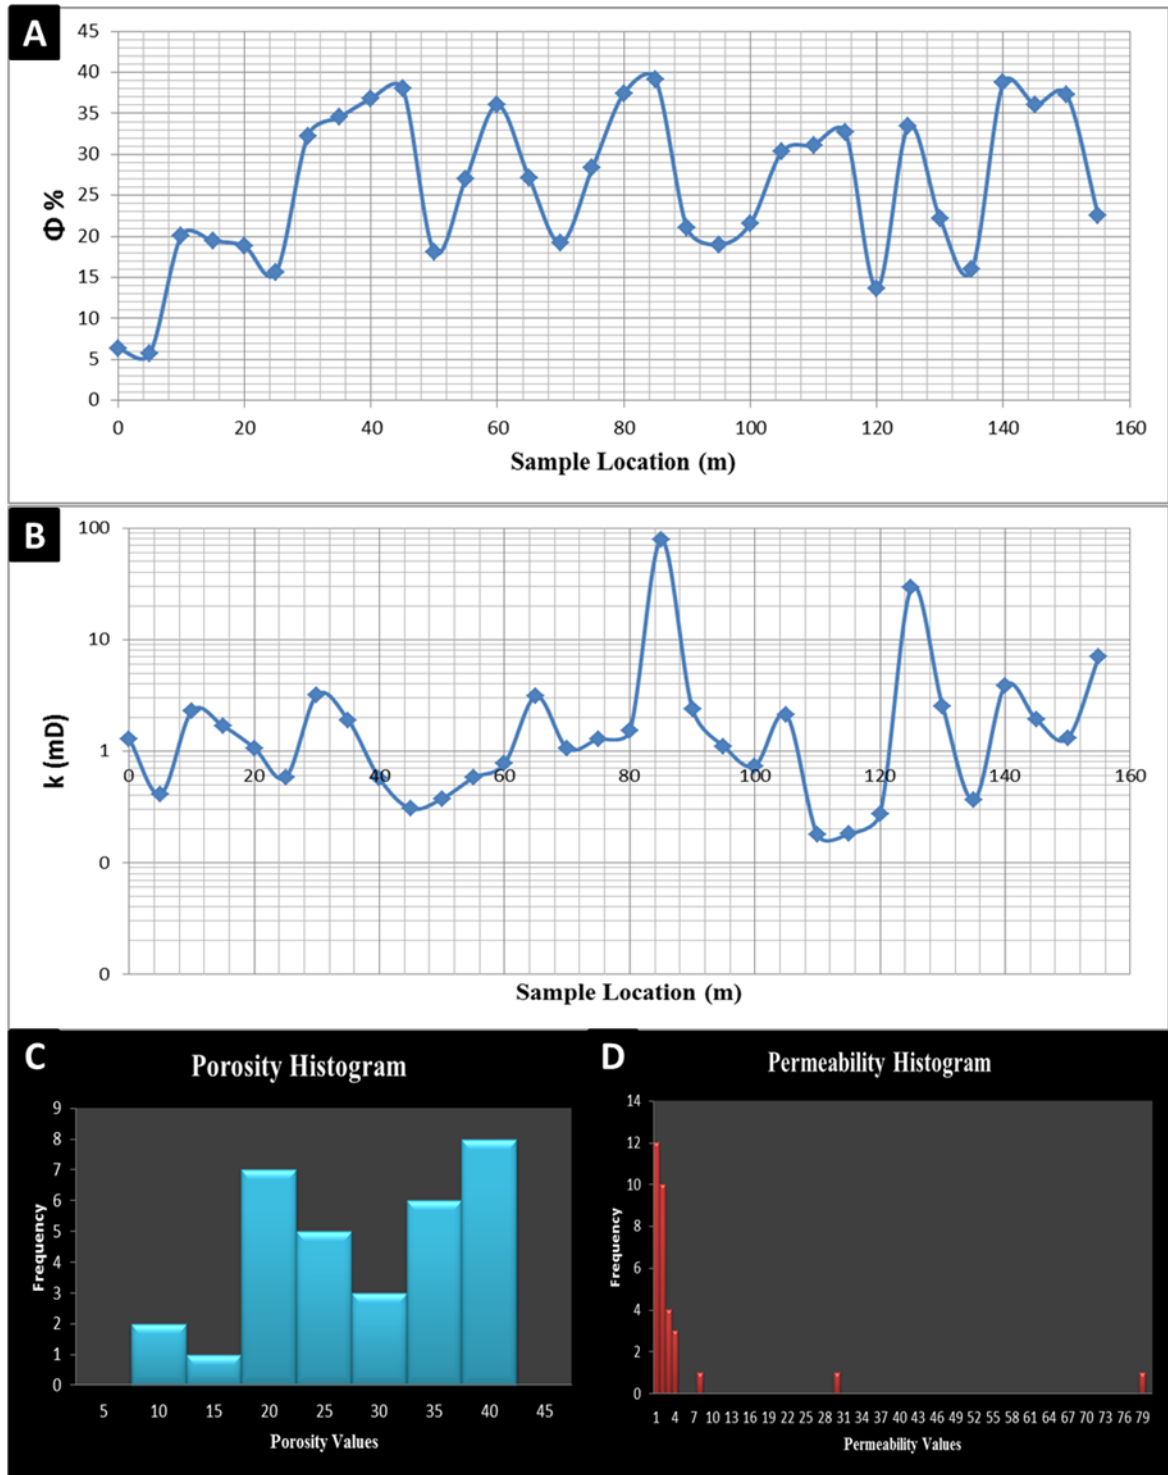 A
45
40
35
30
25
20
15
10
5
0
Φ %
0 20 40 60 80 100 120 140 160
Sample Location (m)
B
100
10
1
0
0
k (mD)
0 20 40 60 80 100 120 140 160
Sample Location (m)
C
Porosity Histogram
9
8
7
6
5
4
3
2
1
0
Frequency
5 10 15 20 25 30 35 40 45
Porosity Values
D
Permeability Histogram
14
12
10
8
6
4
2
0
Frequency
1 4 7 10 13 16 19 22 25 28 31 34 37 40 43 46 49 52 55 58 61 64 67 70 73 76 79
Permeability Values